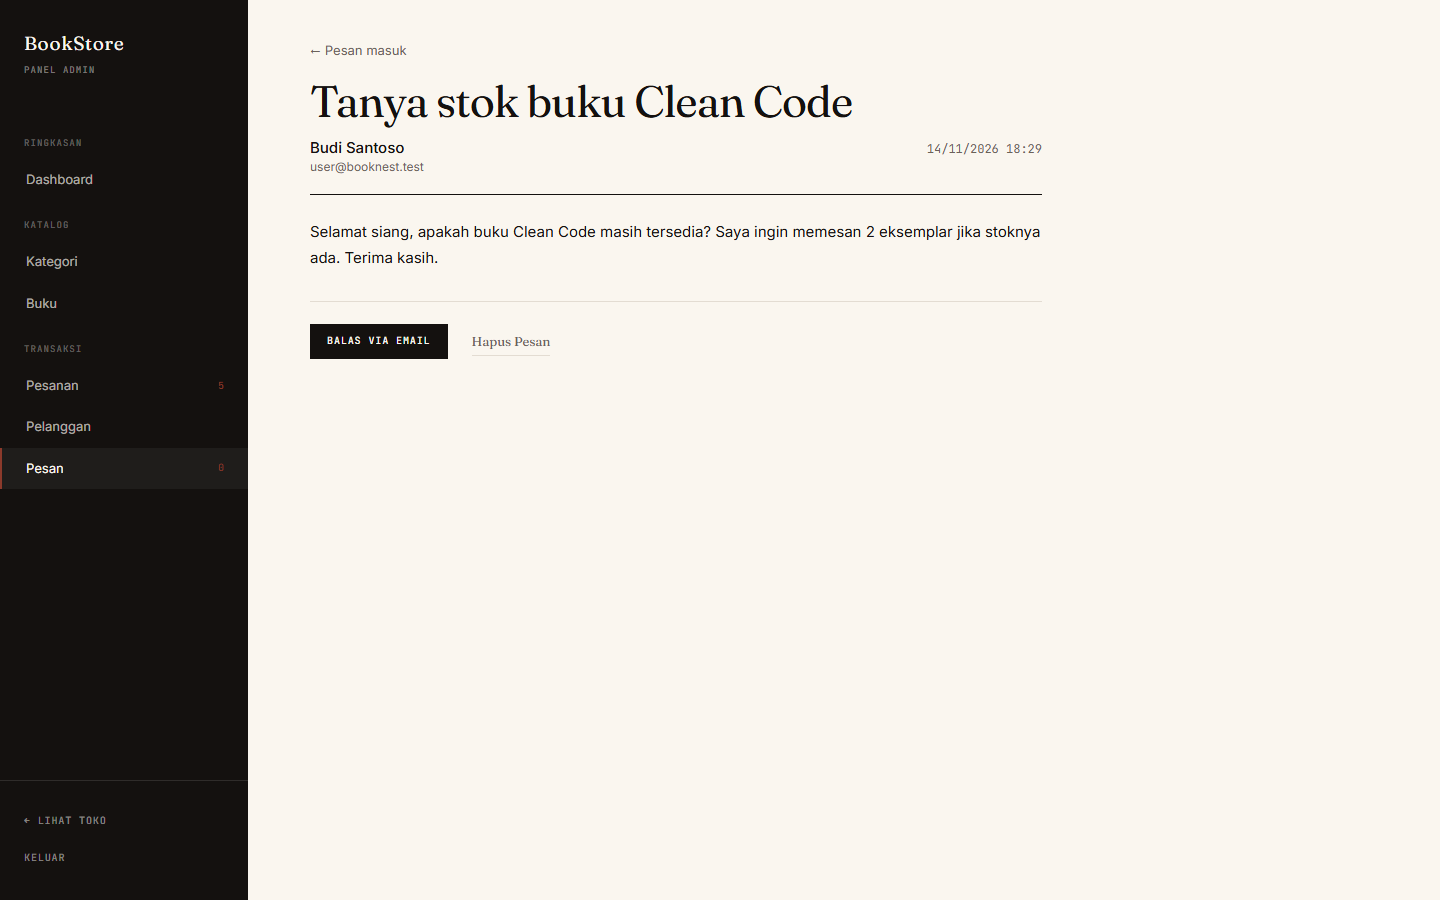 BookStore
PANEL ADMIN
RINGKASAN
Dashboard
KATALOG
Kategori
Buku
TRANSAKSI
Pesanan 5
Pelanggan
Pesan 0
← LIHAT TOKO
KELUAR
← Pesan masuk
Tanya stok buku Clean Code
Budi Santoso 14/11/2026 18:29
user@booknest.test
Selamat siang, apakah buku Clean Code masih tersedia? Saya ingin memesan 2 eksemplar jika stoknya
ada. Terima kasih.
BALAS VIA EMAIL Hapus Pesan